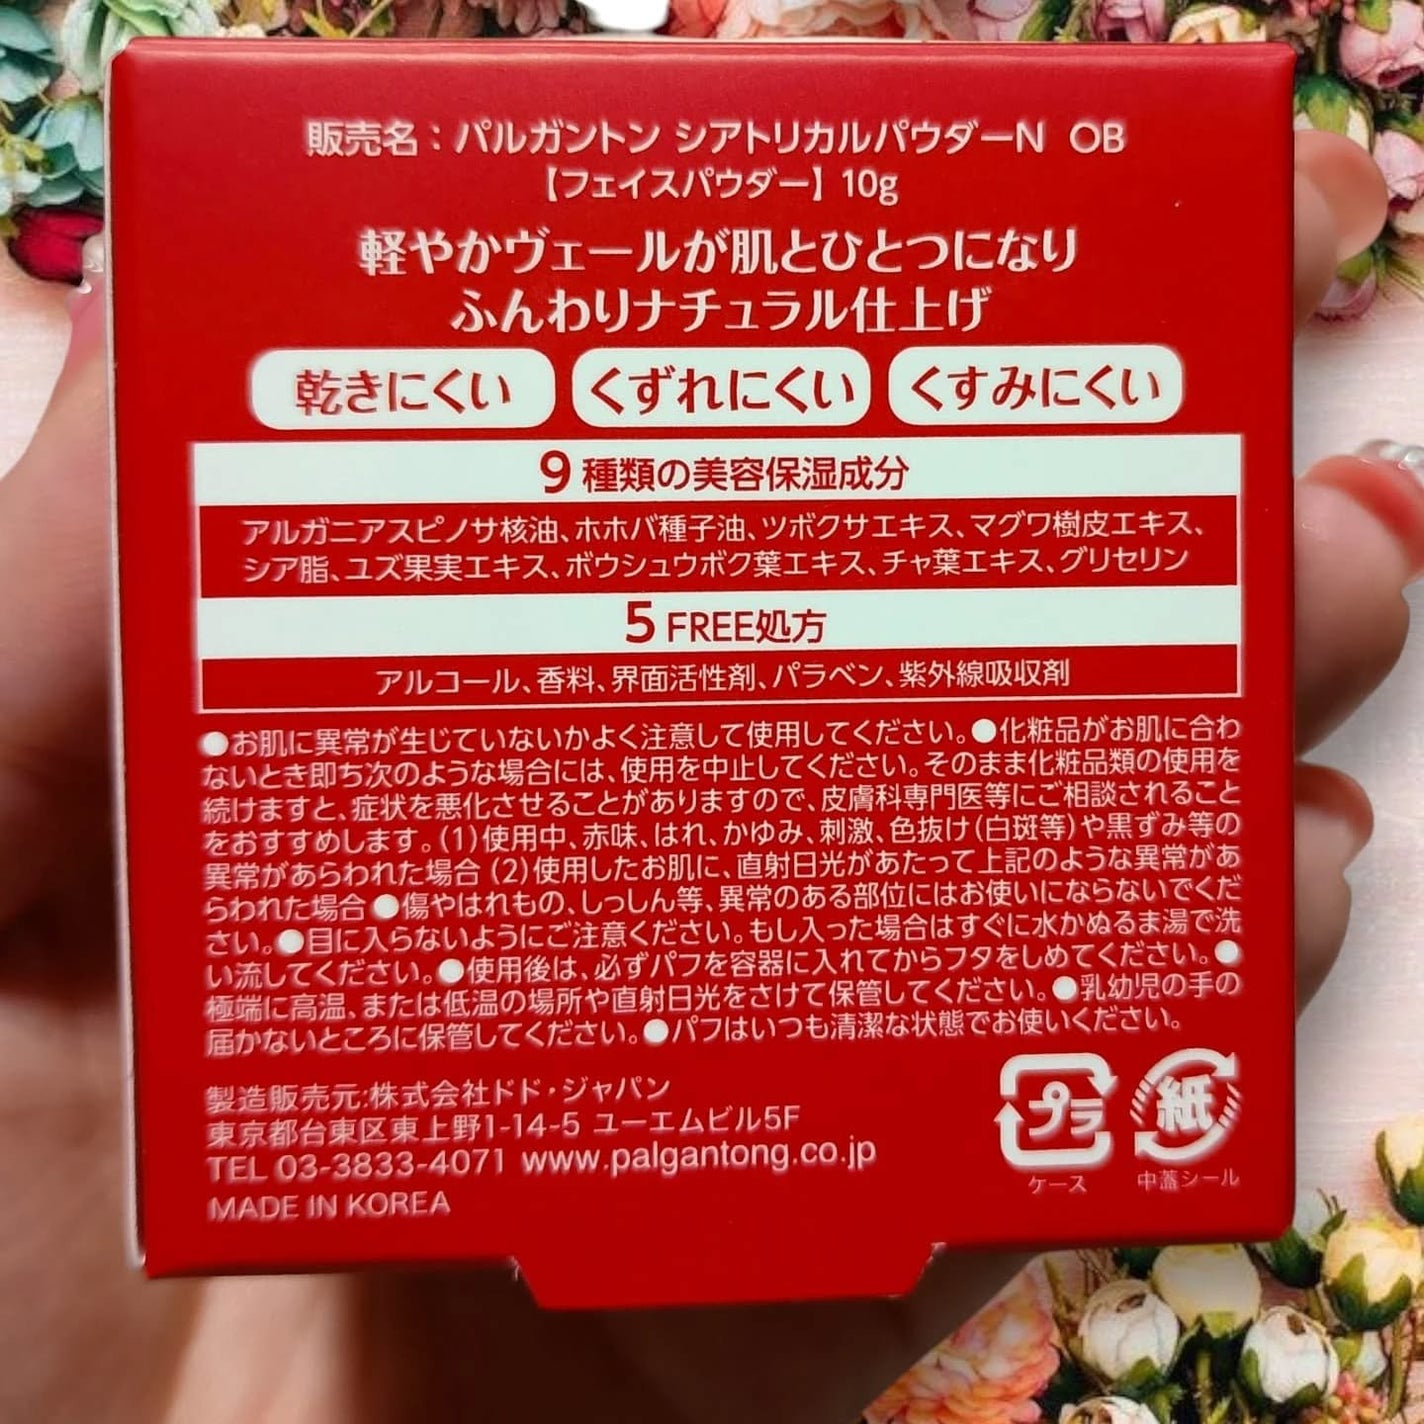 販売名：パルガントン シアトリカルパウダーN OB
【フェイスパウダー】10g
軽やかヴェールが肌とひとつになり
ふんわりナチュラル仕上げ
乾きにくい くずれにくい くすみにくい
9種類の美容保湿成分
アルガニアスピノサ核油、ホホバ種子油、ツボクサエキス、マグワ樹皮エキス、
シア脂、ユズ果実エキス、ボウシュウボク葉エキス、チャ葉エキス、グリセリン
5 FREE処方
アルコール、香料、界面活性剤、パラベン、紫外線吸収剤
●お肌に異常が生じていないかよく注意して使用してください。●化粧品がお肌に合わ
ないとき即ち次のような場合には、使用を中止してください。そのまま化粧品類の使用を
続けますと、症状を悪化させることがありますので、皮膚科専門医等にご相談されること
をおすすめします。(1)使用中、赤味、はれ、かゆみ、刺激、色抜け(白斑等)や黒ずみ等の
異常があらわれた場合 (2)使用したお肌に、直射日光があたって上記のような異常があ
らわれた場合 ●傷やはれもの、しっしん等、異常のある部位にはお使いにならないでくだ
さい。●目に入らないようにご注意ください。もし入った場合はすぐに水かぬるま湯で洗
い流してください。●使用後は、必ずパフを容器に入れてからフタをしめてください。●
極端に高温、または低温の場所や直射日光をさけて保管してください。●乳幼児の手の
届かないところに保管してください。●パフはいつも清潔な状態でお使いください。
製造販売元:株式会社ドド・ジャパン
東京都台東区東上野1-14-5 ユーエムビル5F
TEL 03-3833-4071 www.palgantong.co.jp
MADE IN KOREA
プラ 紙
ケース 中蓋シール